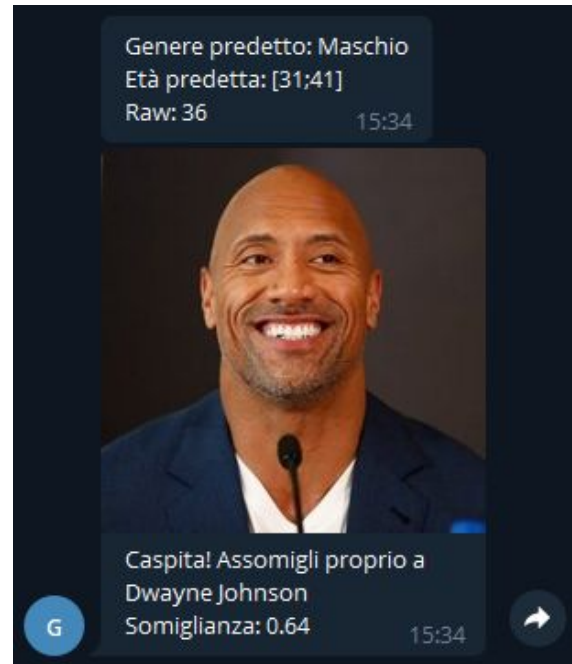 Genere predetto: Maschio
Età predetta: [31;41]
Raw: 36
15:34
Caspita! Assomigli proprio a
Dwayne Johnson
Somiglianza: 0.64
15:34
G